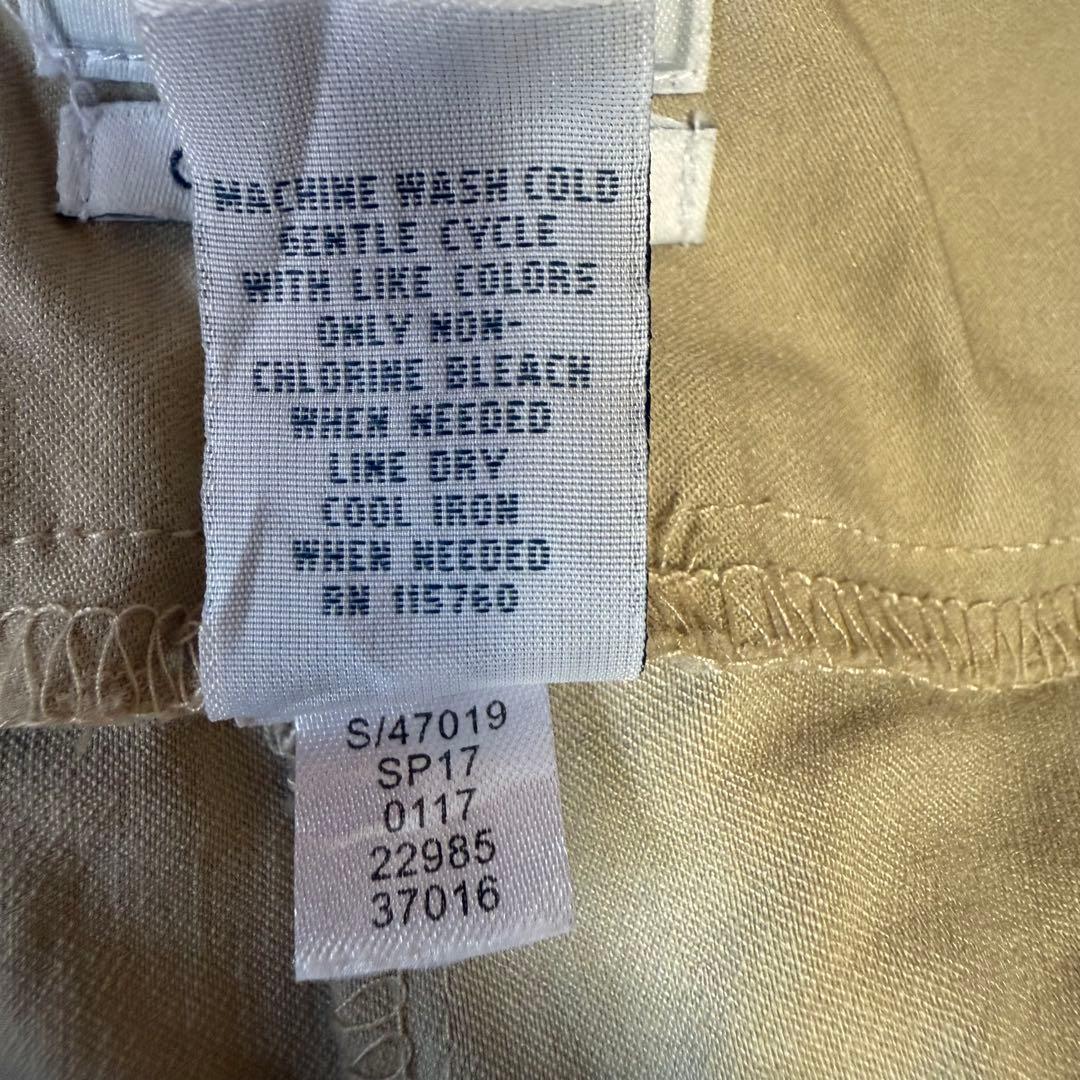 MACHINE WASH COLD
GENTLE CYCLE
WITH LIKE COLORS
ONLY NON-
CHLORINE BLEACH
WHEN NEEDED
LINE DRY
COOL IRON
WHEN NEEDED
RN 115760
S/47019
SP17
0117
22985
37016